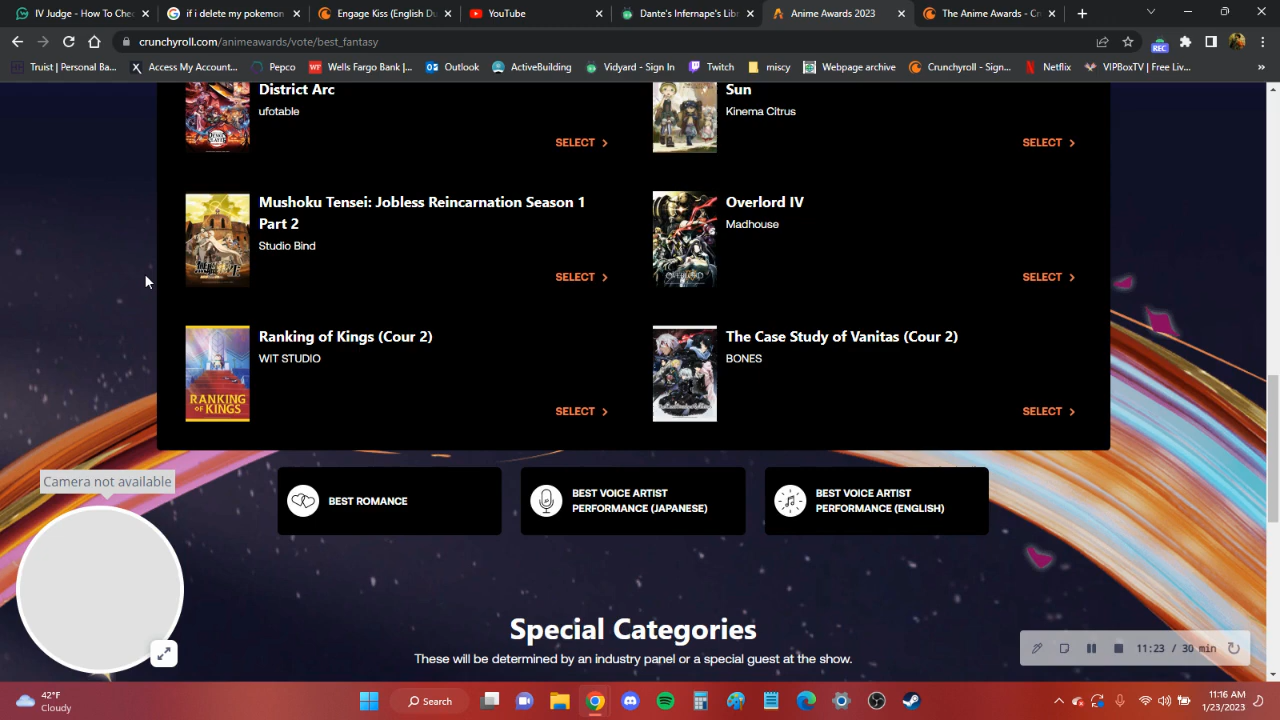 IV Judge - How To Chec
if i delete my pokemon
Engage Kiss (English Du
YouTube
Dante's Infernape's Libr
Anime Awards 2023
The Anime Awards - Cr
crunchyroll.com/animeawards/vote/best_fantasy
REC
Truist | Personal Ba...
Access My Account...
Pepco
Wells Fargo Bank |...
Outlook
ActiveBuilding
Vidyard - Sign In
Twitch
miscy
Webpage archive
Crunchyroll - Sign...
Netflix
VIPBoxTV | Free Liv...
District Arc
ufotable
SELECT
Sun
Kinema Citrus
SELECT
Mushoku Tensei: Jobless Reincarnation Season 1
Part 2
Studio Bind
SELECT
Overlord IV
Madhouse
SELECT
OVERLORD
Ranking of Kings (Cour 2)
WIT STUDIO
RANKING
OF KINGS
SELECT
The Case Study of Vanitas (Cour 2)
BONES
SELECT
Camera not available
BEST ROMANCE
BEST VOICE ARTIST
PERFORMANCE (JAPANESE)
BEST VOICE ARTIST
PERFORMANCE (ENGLISH)
Special Categories
These will be determined by an industry panel or a special guest at the show.
11:23 / 30 min
42°F
Cloudy
Search
11:16 AM
1/23/2023